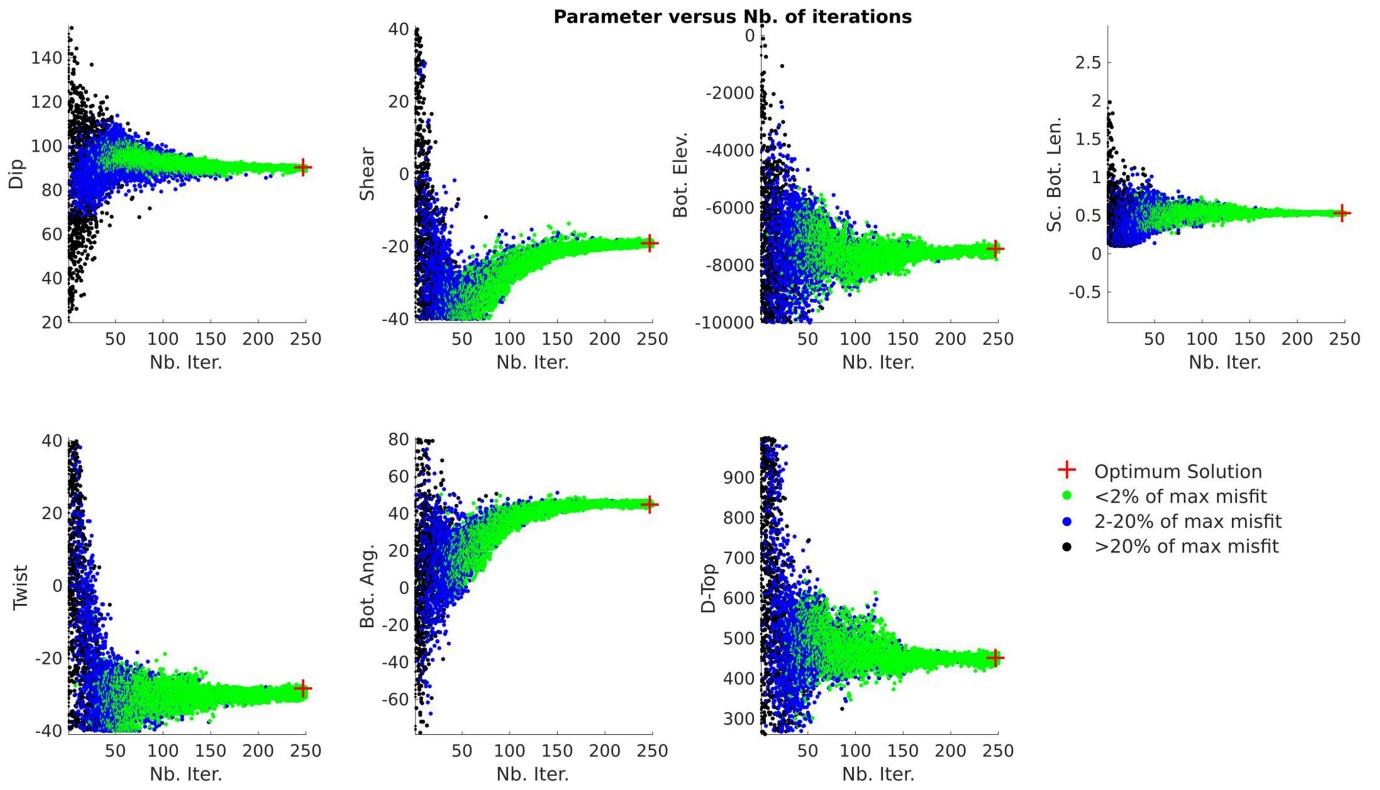 Parameter versus Nb. of iterations
Dip
140
120
100
80
60
40
20
50 100 150 200 250
Nb. Iter.
Shear
40
20
0
-20
-40
50 100 150 200 250
Nb. Iter.
Bot. Elev.
0
-2000
-4000
-6000
-8000
-10000
50 100 150 200 250
Nb. Iter.
Sc. Bot. Len.
2.5
2
1.5
1
0.5
0
-0.5
50 100 150 200 250
Nb. Iter.
Twist
40
20
0
-20
-40
50 100 150 200 250
Nb. Iter.
Bot. Ang.
80
60
40
20
0
-20
-40
-60
50 100 150 200 250
Nb. Iter.
D-Top
900
800
700
600
500
400
300
50 100 150 200 250
Nb. Iter.
Optimum Solution
<2% of max misfit
2-20% of max misfit
>20% of max misfit